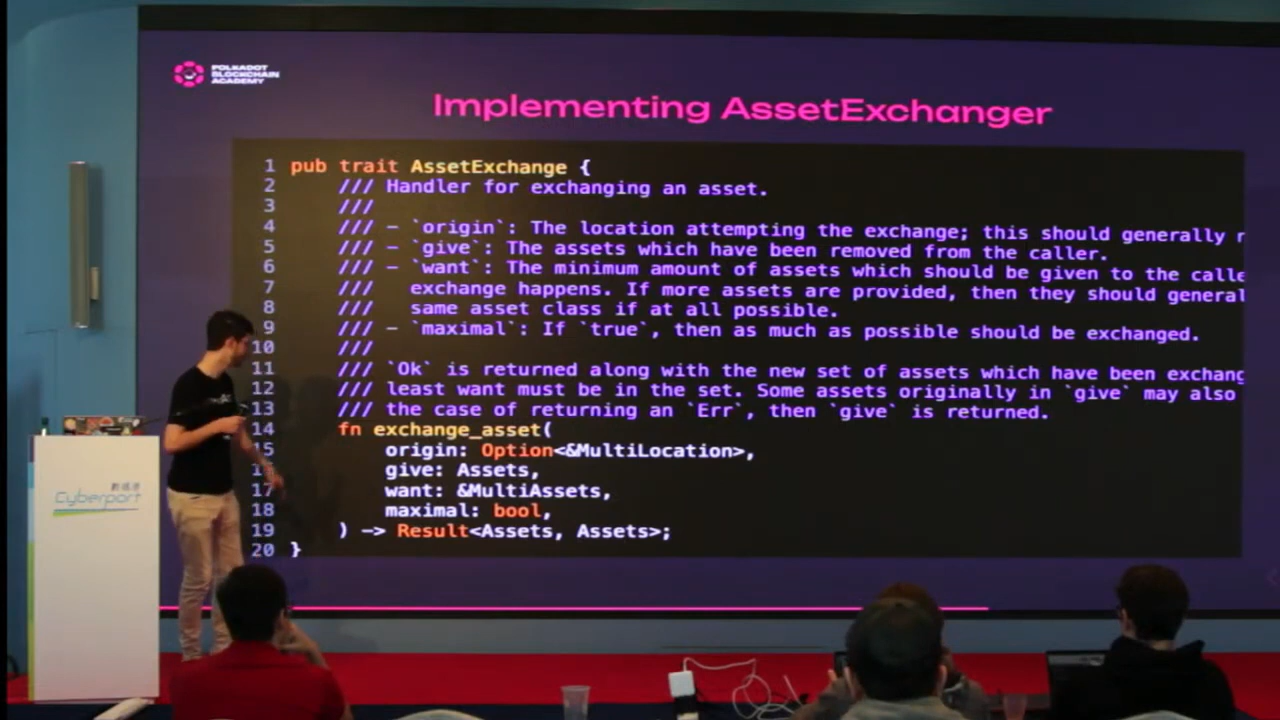 POLKADOT
BLOCKCHAIN
ACADEMY
Implementing AssetExchanger
1 pub trait AssetExchange {
2 /// Handler for exchanging an asset.
3 ///
4 /// - `origin`: The location attempting the exchange; this should generally
5 /// - `give`: The assets which have been removed from the caller.
6 /// - `want`: The minimum amount of assets which should be given to the calle
7 /// exchange happens. If more assets are provided, then they should general
8 /// same asset class if at all possible.
9 /// - `maximal`: If `true`, then as much as possible should be exchanged.
10 ///
11 /// `Ok` is returned along with the new set of assets which have been exchang
12 /// least want must be in the set. Some assets originally in `give` may also
13 /// the case of returning an `Err`, then `give` is returned.
14 fn exchange_asset(
15 origin: Option<&MultiLocation>,
give: Assets,
17 want: &MultiAssets,
18 maximal: bool,
19 ) -> Result<Assets, Assets>;
20 }
數碼港
Cyberport